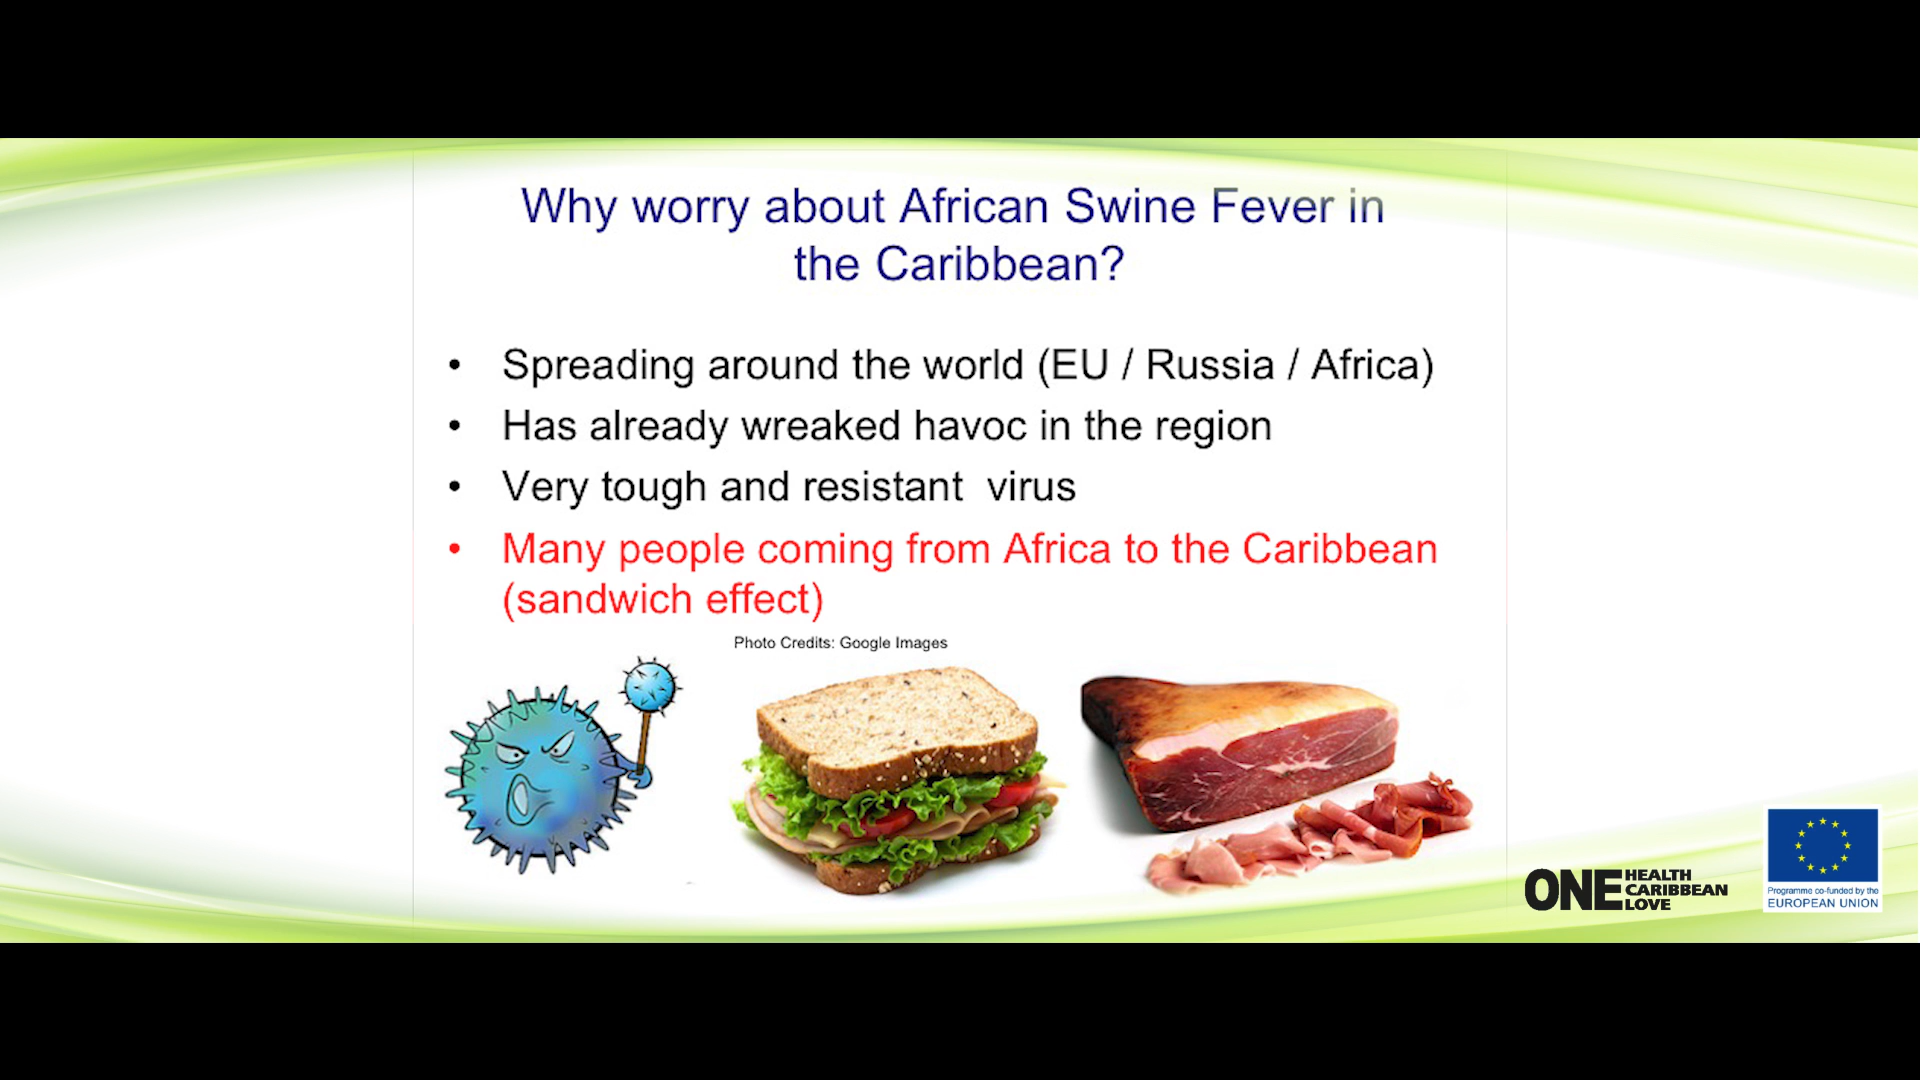 Why worry about African Swine Fever in
the Caribbean?
• Spreading around the world (EU / Russia / Africa)
• Has already wreaked havoc in the region
• Very tough and resistant  virus
• Many people coming from Africa to the Caribbean
(sandwich effect)
Photo Credits: Google Images
ONE HEALTH
CARIBBEAN
LOVE
Programme co-funded by the
EUROPEAN UNION